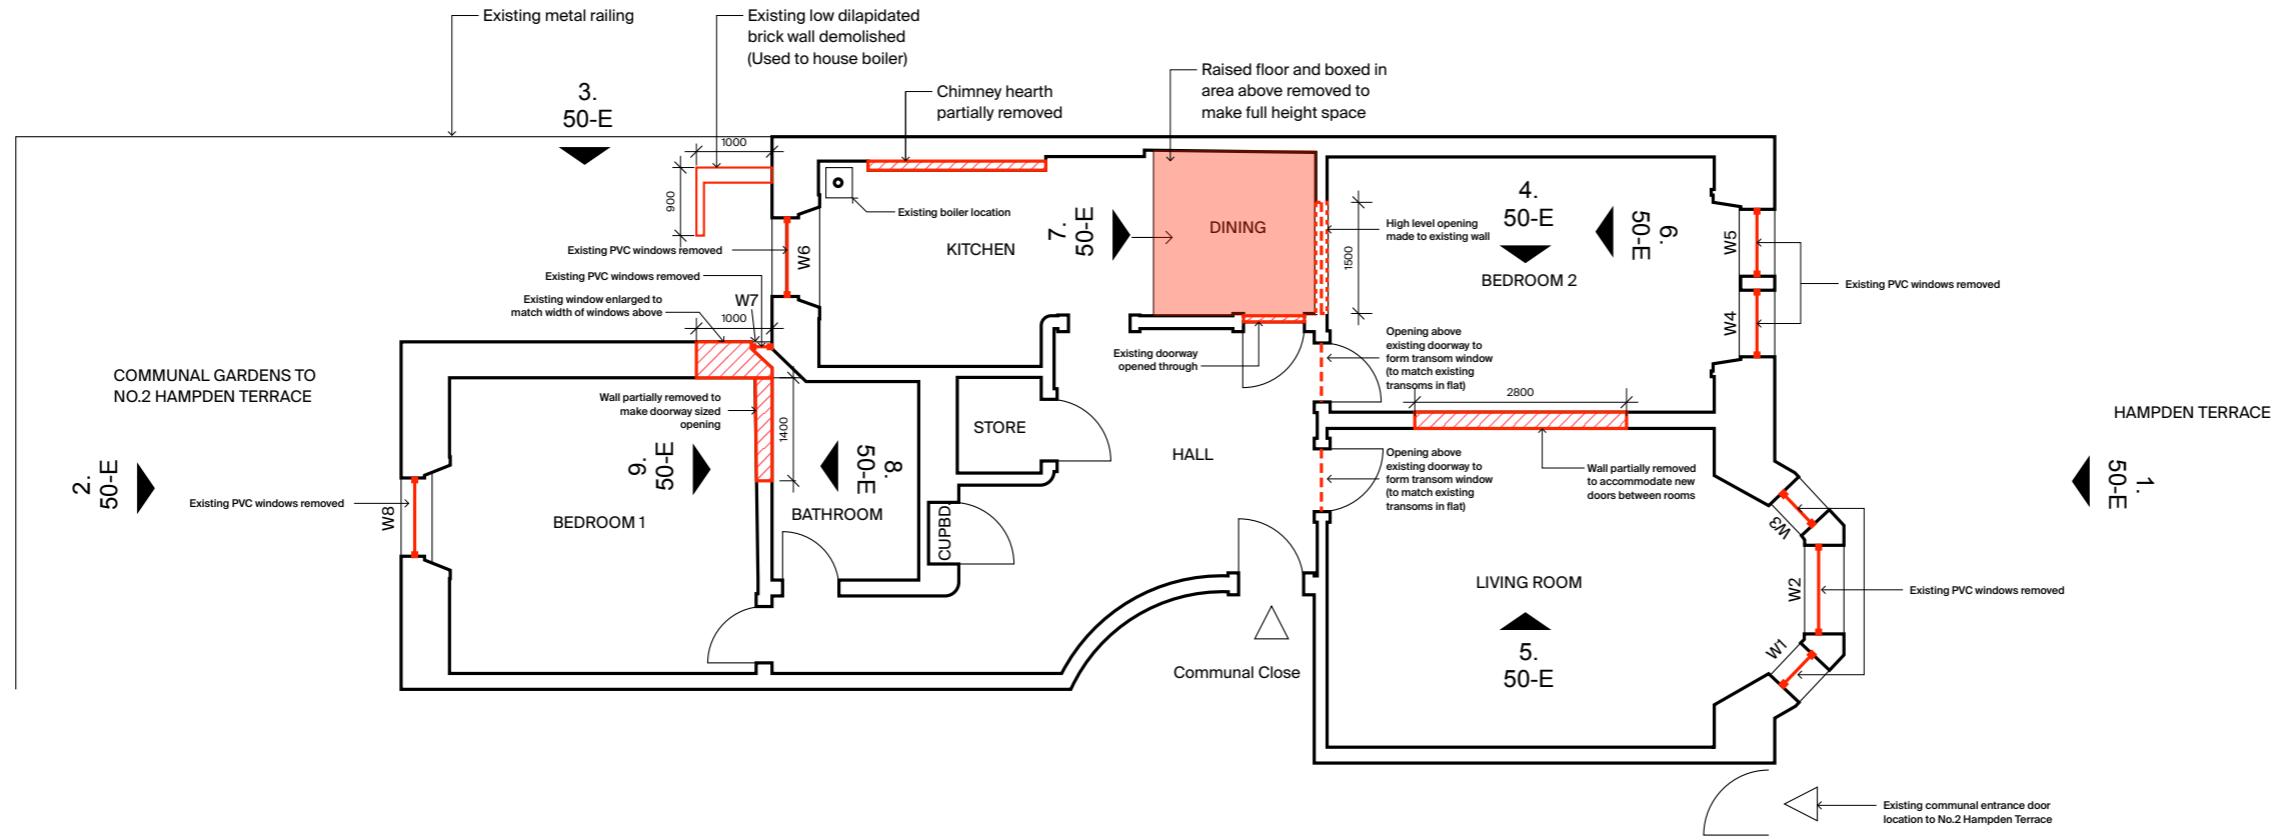 Existing metal railing
Existing low dilapidated
brick wall demolished
(Used to house boiler)
Chimney hearth
partially removed
Raised floor and boxed in
area above removed to
make full height space
3.
50-E
1000
900
Existing boiler location
KITCHEN
7.
50-E
DINING
High level opening
made to existing wall
1500
4.
50-E
6.
50-E
BEDROOM 2
W5
W4
Existing PVC windows removed
Existing PVC windows removed
W6
Existing PVC windows removed
W7
Existing window enlarged to
match width of windows above
1000
Existing doorway
opened through
Opening above
existing doorway to
form transom window
(to match existing
transoms in flat)
COMMUNAL GARDENS TO
NO.2 HAMPDEN TERRACE
Wall partially removed to
make doorway sized
opening
1400
STORE
2800
HAMPDEN TERRACE
HALL
Opening above
existing doorway to
form transom window
(to match existing
transoms in flat)
Wall partially removed
to accommodate new
doors between rooms
2.
50-E
Existing PVC windows removed
W8
9.
50-E
8.
50-E
BEDROOM 1
BATHROOM
CUPBD.
1.
50-E
W3
W2
W1
Existing PVC windows removed
LIVING ROOM
5.
50-E
Communal Close
Existing communal entrance door
location to No.2 Hampden Terrace